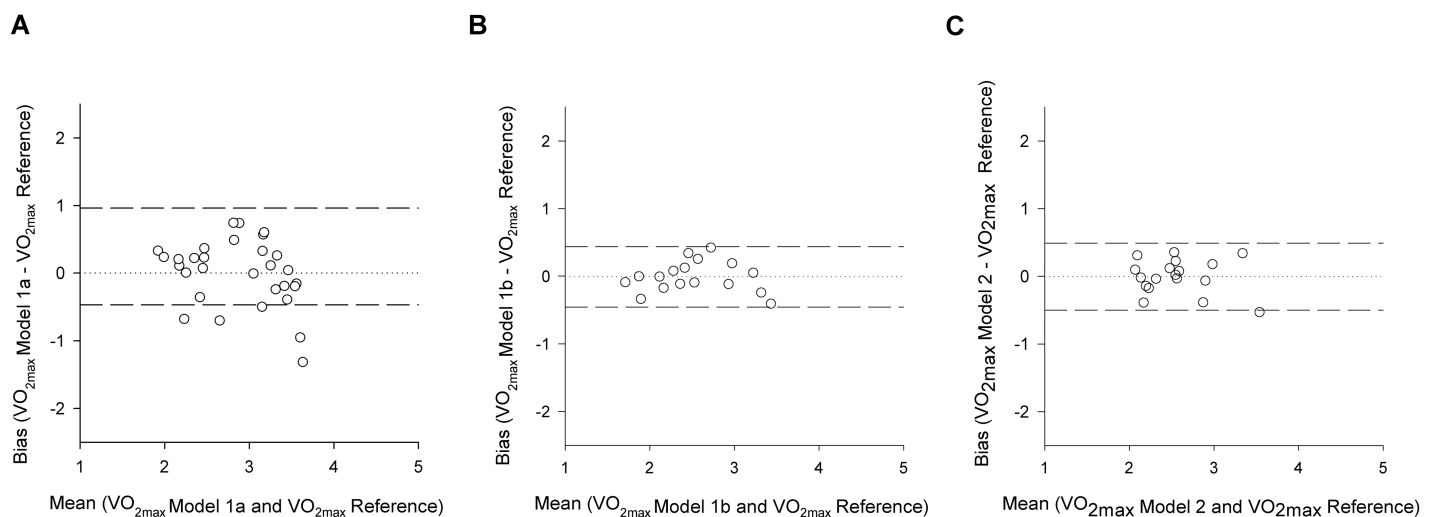 A
Bias (VO2max Model 1a - VO2max Reference)
2
1
0
-1
-2
1 2 3 4 5
Mean (VO2max Model 1a and VO2max Reference)
B
Bias (VO2max Model 1b - VO2max Reference)
2
1
0
-1
-2
1 2 3 4 5
Mean (VO2max Model 1b and VO2max Reference)
C
Bias (VO2max Model 2 - VO2max Reference)
2
1
0
-1
-2
1 2 3 4 5
Mean (VO2max Model 2 and VO2max Reference)